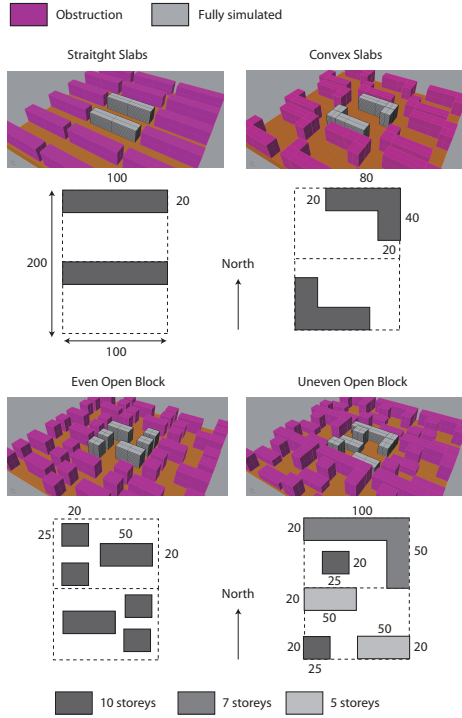 Obstruction
Fully simulated
Straitght Slabs
Convex Slabs
100
20
200
100
North
80
20
40
20
Even Open Block
Uneven Open Block
20
25
50
20
North
100
20
50
20
25
20
50
20
20
25
50
10 storeys
7 storeys
5 storeys